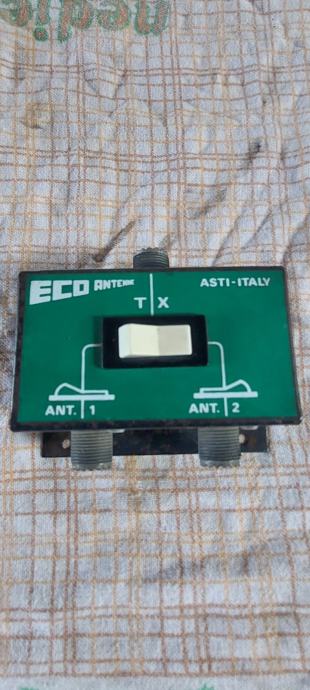 ECO ANTENNE
ASTI-ITALY
T X
ANT. 1
ANT. 2